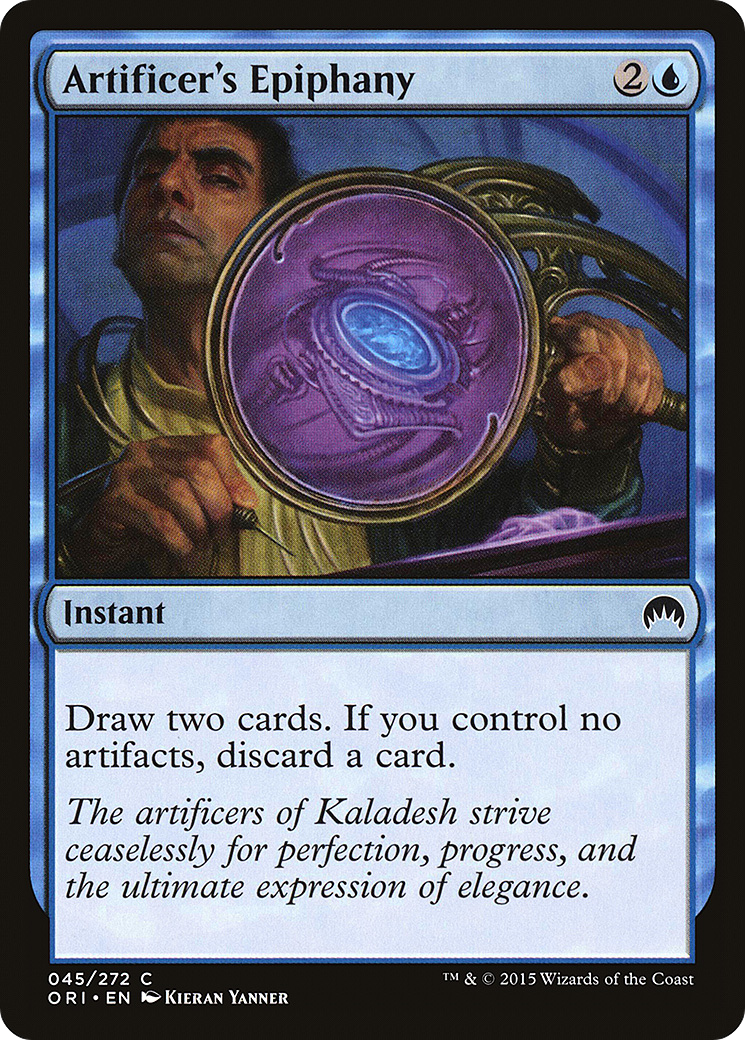 Artificer's Epiphany 2
Instant
Draw two cards. If you control no
artifacts, discard a card.
The artificers of Kaladesh strive
ceaselessly for perfection, progress, and
the ultimate expression of elegance.
045/272 C
™ & © 2015 Wizards of the Coast
ORI • EN Kieran Yanner